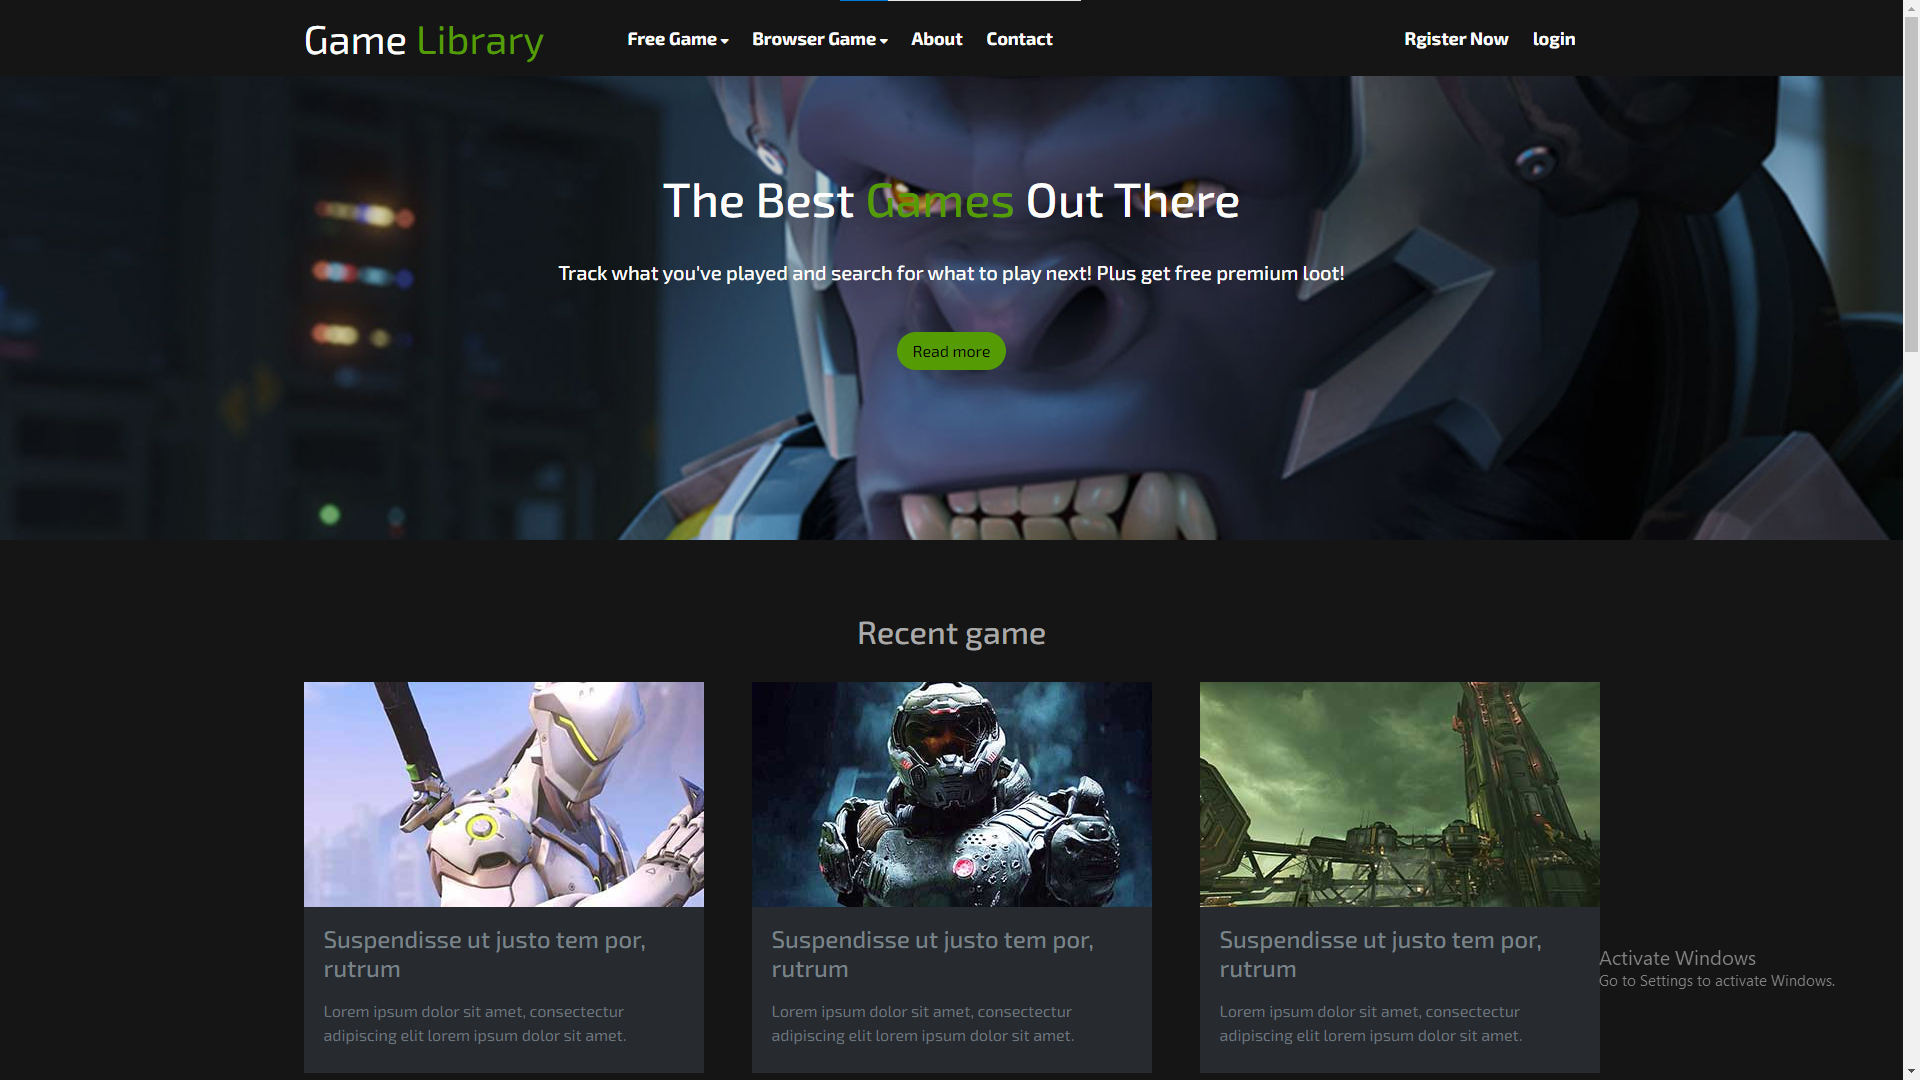 Game Library
Free Game
Browser Game
About
Contact
Rgister Now
login
The Best Games Out There
Track what you've played and search for what to play next! Plus get free premium loot!
Read more
Recent game
Suspendisse ut justo tem por,
rutrum
Lorem ipsum dolor sit amet, consectetur
adipiscing elit lorem ipsum dolor sit amet.
Suspendisse ut justo tem por,
rutrum
Lorem ipsum dolor sit amet, consectetur
adipiscing elit lorem ipsum dolor sit amet.
Suspendisse ut justo tem por,
rutrum
Lorem ipsum dolor sit amet, consectetur
adipiscing elit lorem ipsum dolor sit amet.
Activate Windows
Go to Settings to activate Windows.